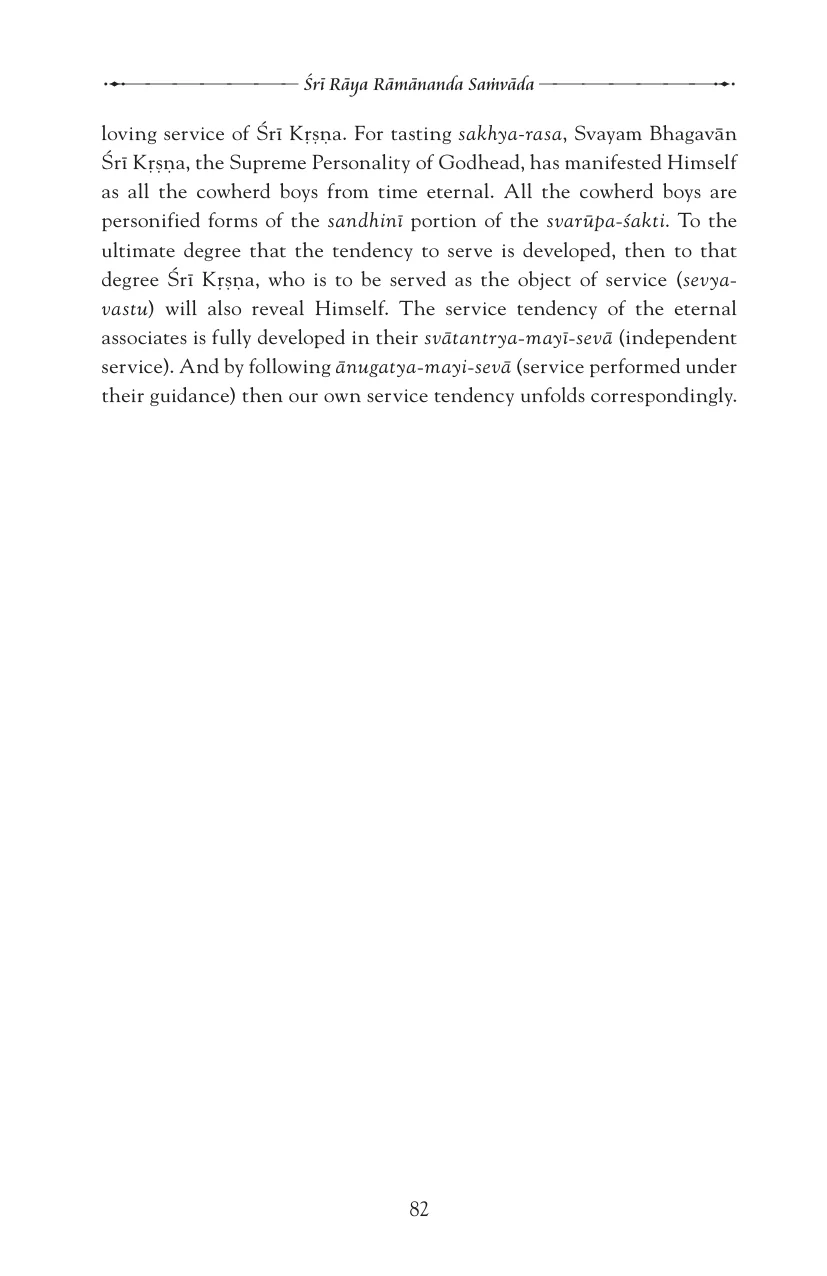 Śrī Rāya Rāmānanda Saṁvāda
loving service of Śrī Kṛṣṇa. For tasting sakhya-rasa, Svayam Bhagavān
Śrī Kṛṣṇa, the Supreme Personality of Godhead, has manifested Himself
as all the cowherd boys from time eternal. All the cowherd boys are
personified forms of the sandhinī portion of the svarūpa-śakti. To the
ultimate degree that the tendency to serve is developed, then to that
degree Śrī Kṛṣṇa, who is to be served as the object of service (sevya-
vastu) will also reveal Himself. The service tendency of the eternal
associates is fully developed in their svātantrya-mayī-sevā (independent
service). And by following ānugatya-mayi-sevā (service performed under
their guidance) then our own service tendency unfolds correspondingly.
82